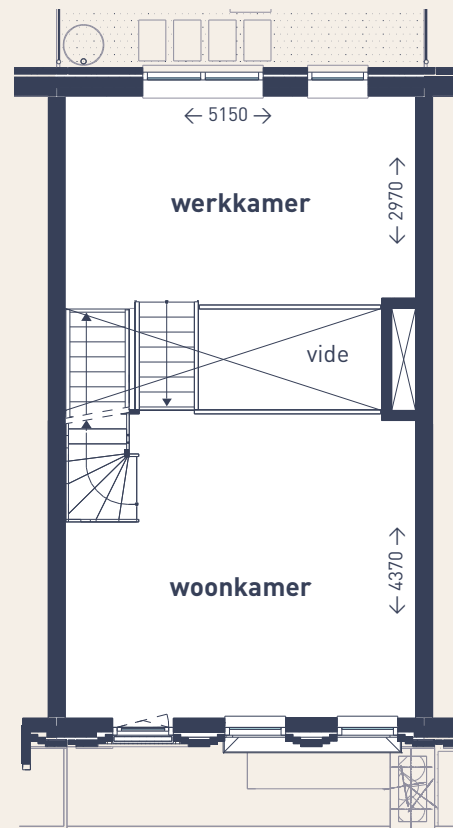 ← 5150 →
werkkamer
← 2970 →
vide
woonkamer
← 4370 →